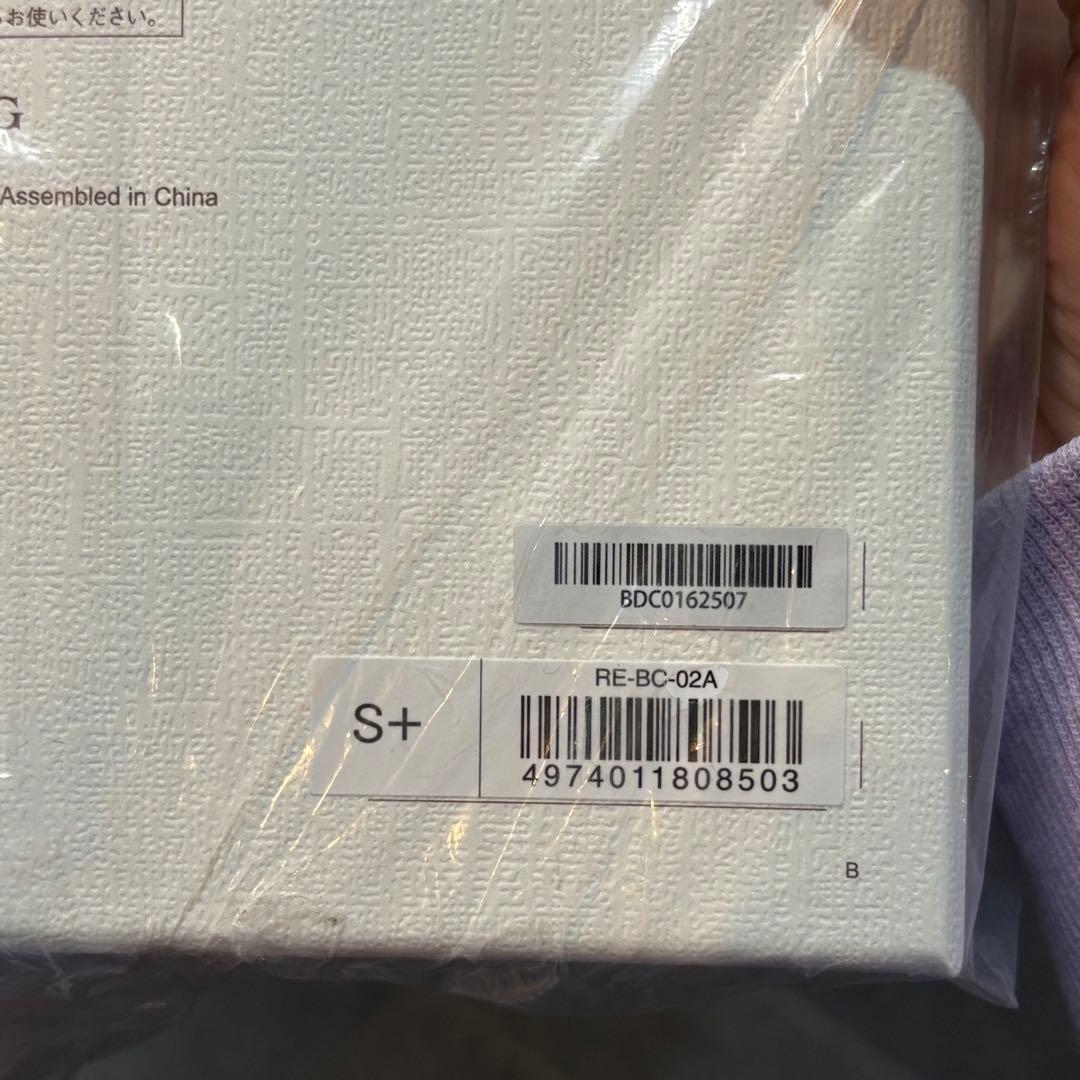 お使いください。
G
Assembled in China
BDC0162507
RE-BC-02A
S+
4974011808503
B